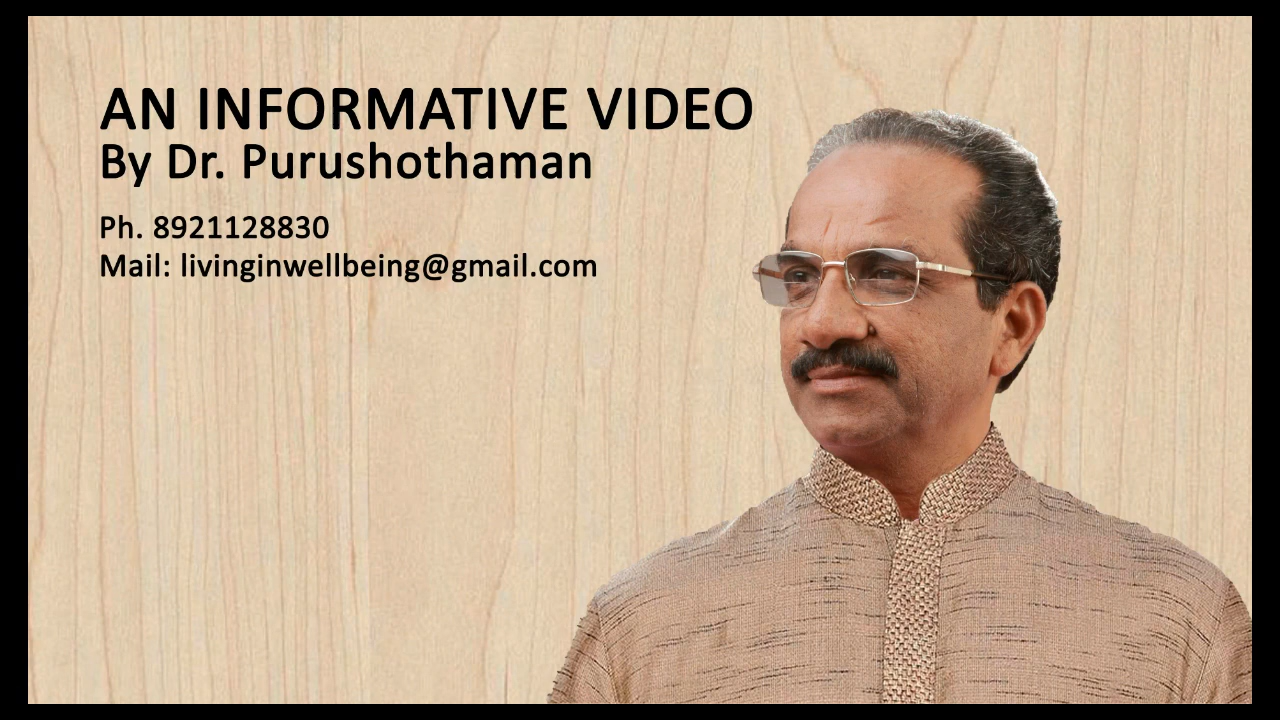 AN INFORMATIVE VIDEO
By Dr. Purushothaman
Ph. 8921128830
Mail: livinginwellbeing@gmail.com